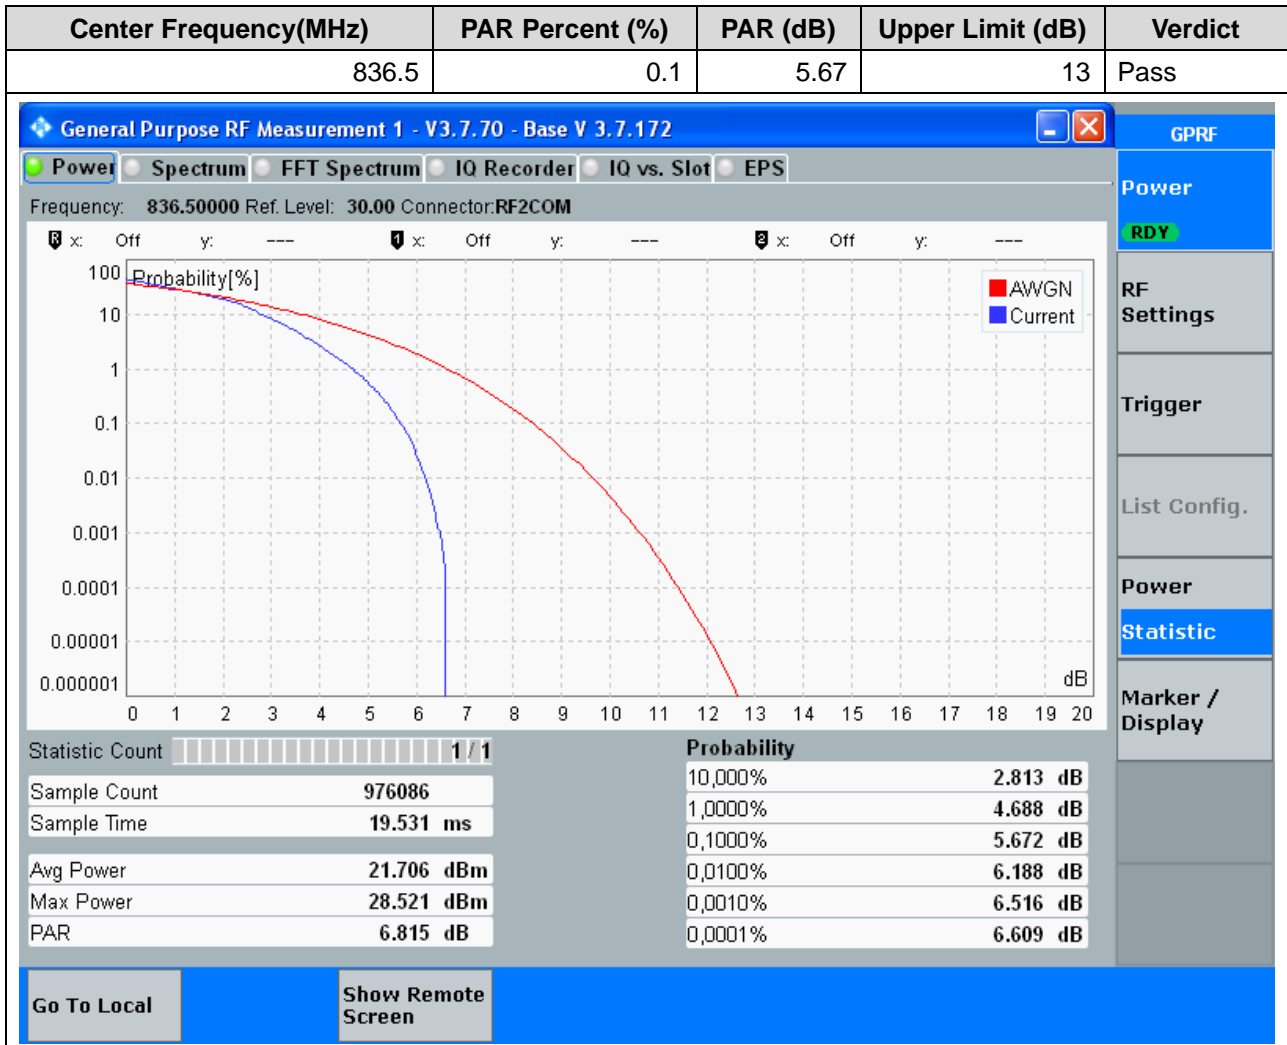 Center Frequency(MHz) PAR Percent (%) PAR (dB) Upper Limit (dB) Verdict
836.5 0.1 5.67 13 Pass
General Purpose RF Measurement 1 - V3.7.70 - Base V 3.7.172
GPRF
Power Spectrum FFT Spectrum IQ Recorder IQ vs. Slot EPS
Power
RDY
Frequency: 836.50000 Ref. Level: 30.00 Connector:RF2COM
R x: Off y: --- 1 x: Off y: --- 2 x: Off y: ---
Probability[%]
AWGN
Current
100
10
1
0.1
0.01
0.001
0.0001
0.00001
0.000001
dB
0 1 2 3 4 5 6 7 8 9 10 11 12 13 14 15 16 17 18 19 20
RF
Settings
Trigger
List Config.
Power
Statistic
Marker /
Display
Statistic Count 1 / 1
Sample Count 976086
Sample Time 19.531 ms
Avg Power 21.706 dBm
Max Power 28.521 dBm
PAR 6.815 dB
Probability
10,000% 2.813 dB
1,0000% 4.688 dB
0,1000% 5.672 dB
0,0100% 6.188 dB
0,0010% 6.516 dB
0,0001% 6.609 dB
Go To Local
Show Remote
Screen